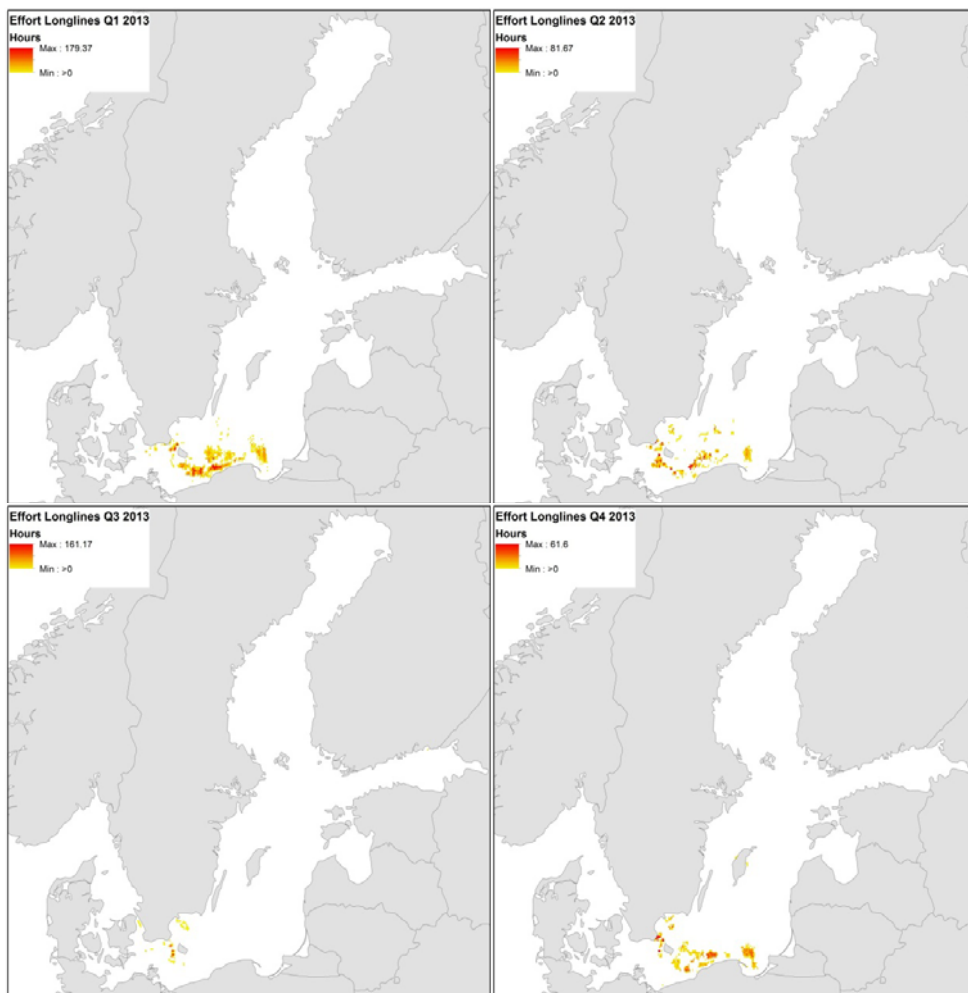 Effort Longlines Q1 2013
Hours
Max : 179.37
Min : >0
Effort Longlines Q2 2013
Hours
Max : 81.67
Min : >0
Effort Longlines Q3 2013
Hours
Max : 161.17
Min : >0
Effort Longlines Q4 2013
Hours
Max : 61.6
Min : >0